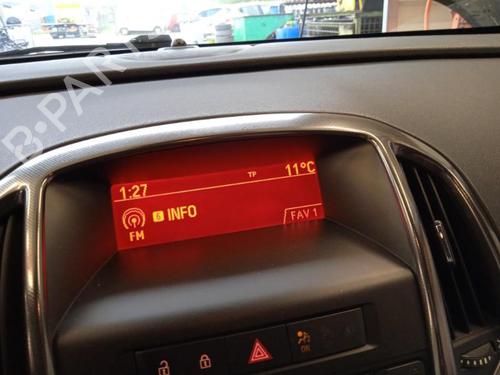 B-PARTS
1:27 TP 11°C
6 INFO
FM FAV 1
ON